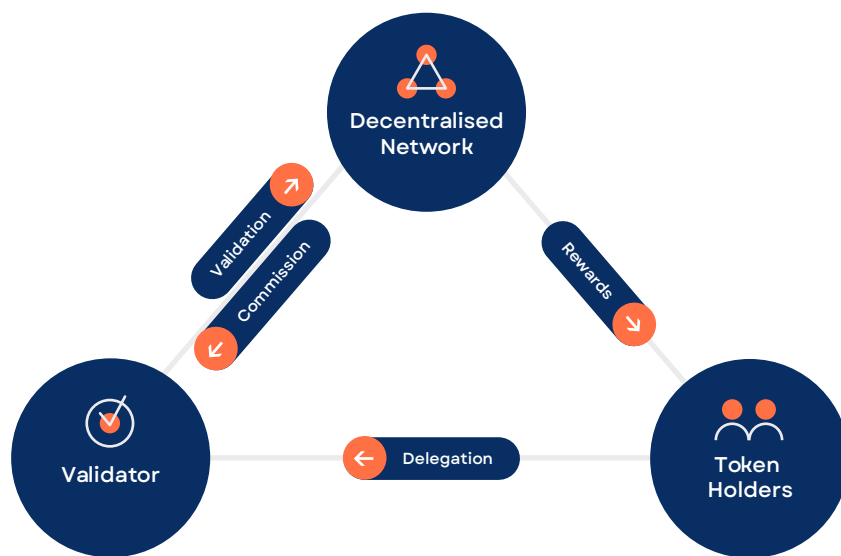 Decentralised
Network
Validation
Commission
Rewards
Validator
Delegation
Token
Holders